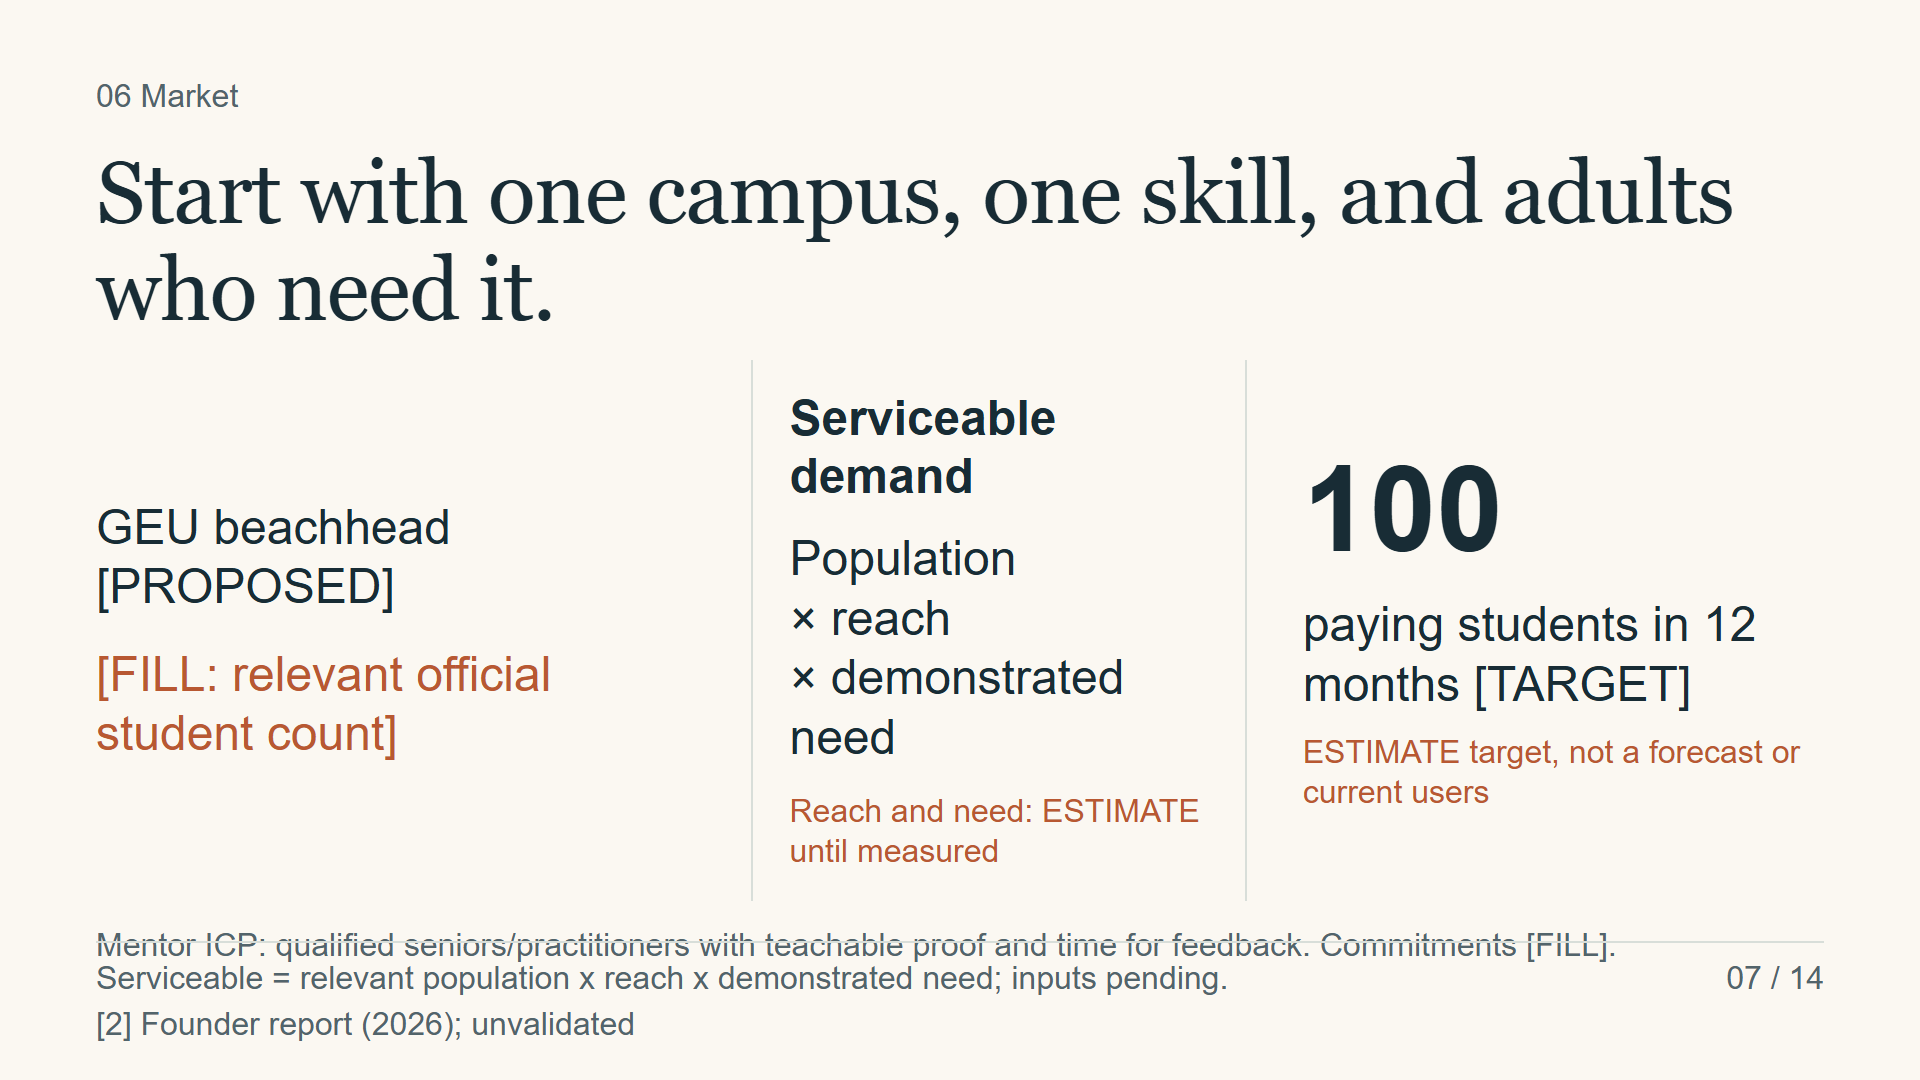 06 Market
Start with one campus, one skill, and adults
who need it.
GEU beachhead
[PROPOSED]
[FILL: relevant official
student count]
Serviceable
demand
Population
× reach
× demonstrated
need
Reach and need: ESTIMATE
until measured
100
paying students in 12
months [TARGET]
ESTIMATE target, not a forecast or
current users
Mentor ICP: qualified seniors/practitioners with teachable proof and time for feedback. Commitments [FILL].
Serviceable = relevant population x reach x demonstrated need; inputs pending.
07 / 14
[2] Founder report (2026); unvalidated